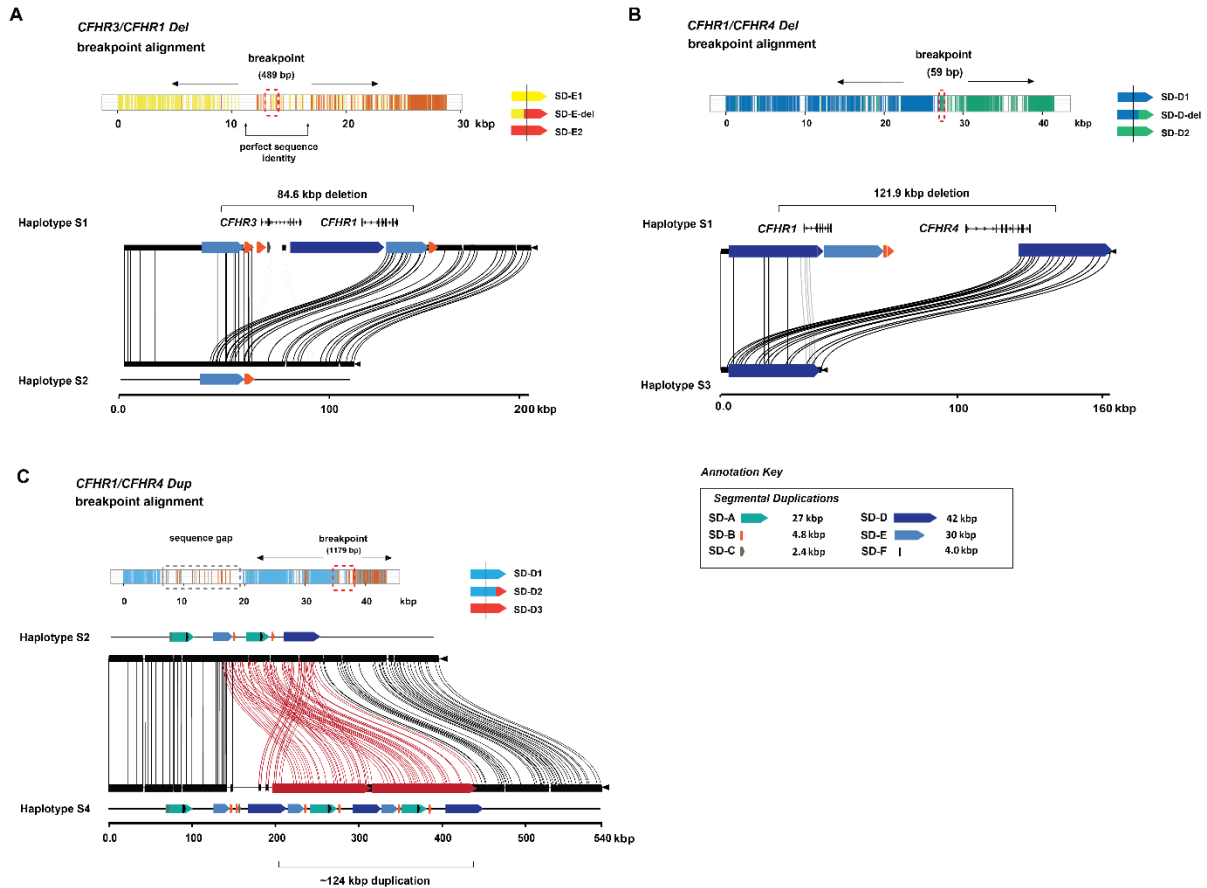 A
CFHR3/CFHR1 Del
breakpoint alignment
breakpoint
(489 bp)
SD-E1
SD-E-del
SD-E2
0 10 20 30 kbp
perfect sequence
identity
84.6 kbp deletion
Haplotype S1
CFHR3 CFHR1
Haplotype S2
0.0 100 200 kbp
B
CFHR1/CFHR4 Del
breakpoint alignment
breakpoint
(59 bp)
SD-D1
SD-D-del
SD-D2
0 10 20 30 40 kbp
121.9 kbp deletion
Haplotype S1
CFHR1 CFHR4
Haplotype S3
0.0 100 160 kbp
C
CFHR1/CFHR4 Dup
breakpoint alignment
sequence gap
breakpoint
(1179 bp)
SD-D1
SD-D2
SD-D3
0 10 20 30 40 kbp
Haplotype S2
Haplotype S4
0.0 100 200 300 400 500 540 kbp
~124 kbp duplication
Annotation Key
Segmental Duplications
SD-A 27 kbp SD-D 42 kbp
SD-B 4.8 kbp SD-E 30 kbp
SD-C 2.4 kbp SD-F 4.0 kbp